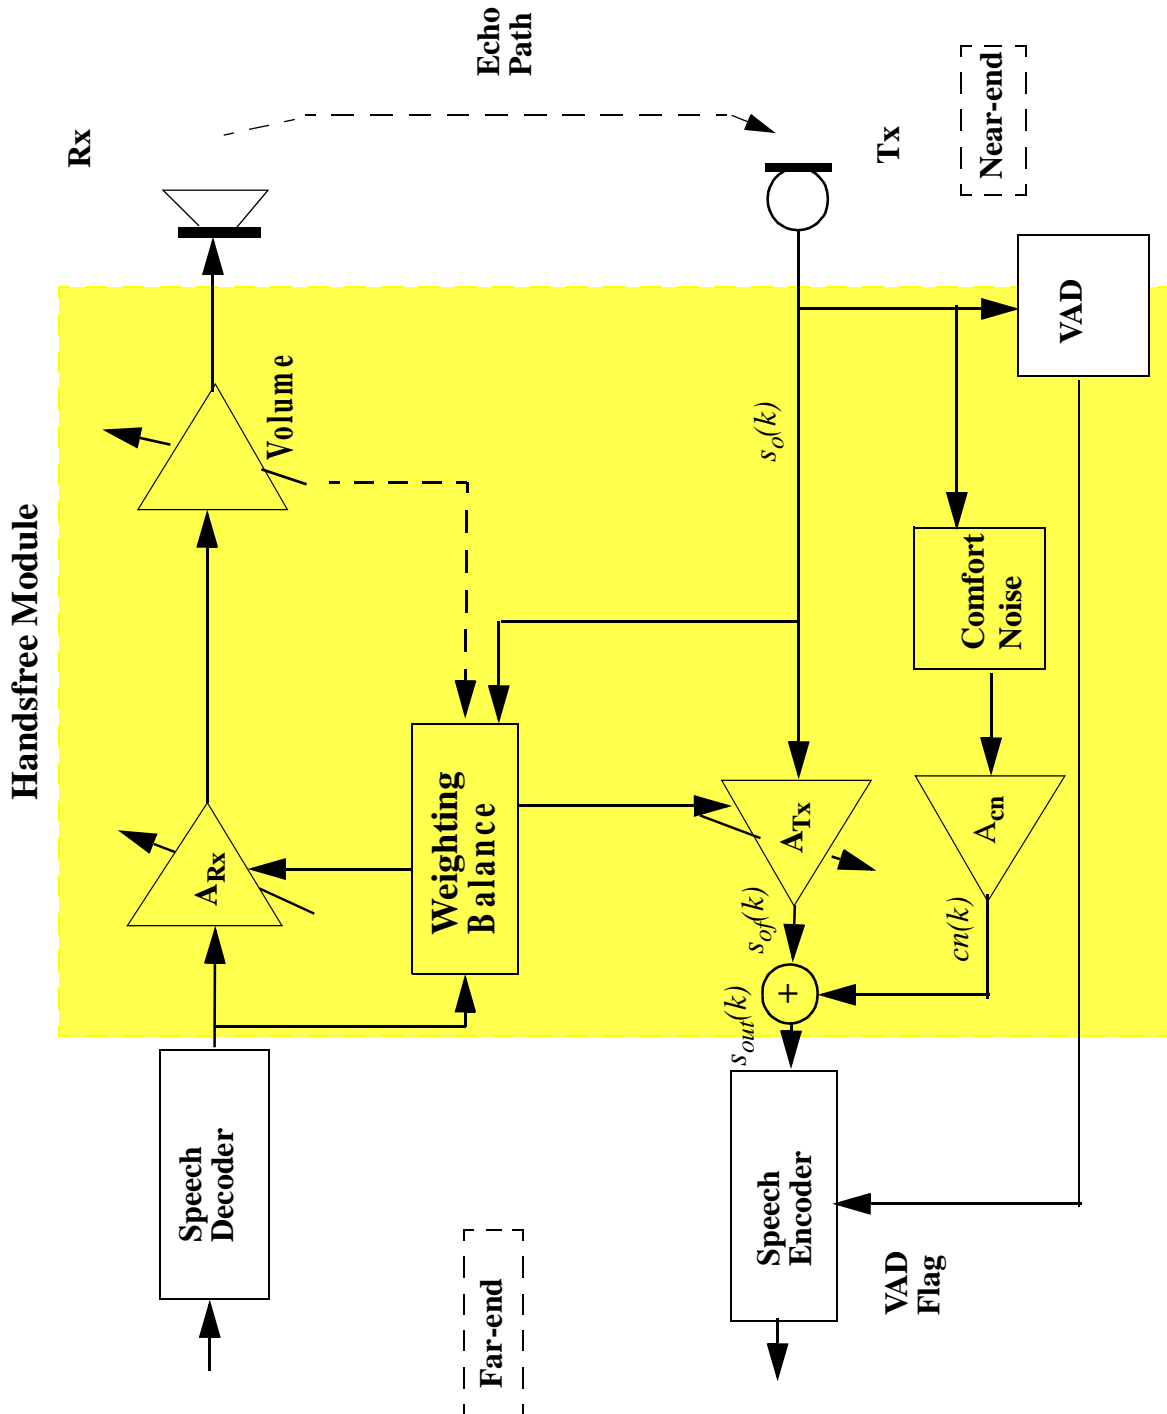 Handsfree Module
Speech
Decoder
A_Rx
Volume
Rx
Echo
Path
Far-end
Weighting
Balance
s_out(k)
s_of(k)
s_o(k)
Speech
Encoder
+
A_Tx
Tx
VAD
Flag
cn(k)
A_cn
Comfort
Noise
VAD
Near-end